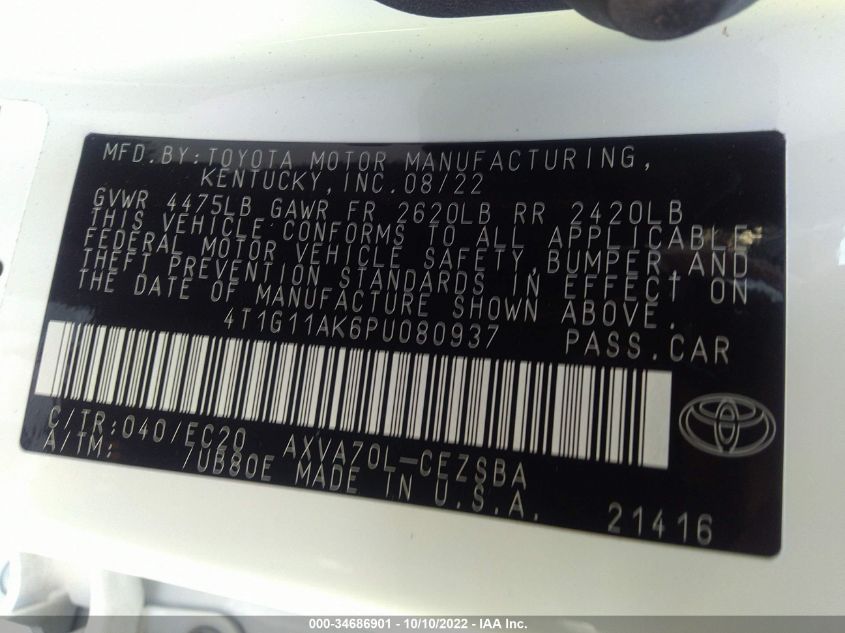 MFD.BY:TOYOTA MOTOR MANUFACTURING,
KENTUCKY,INC.08/22
GVWR 4475LB GAWR FR 2620LB RR 2420LB
THIS VEHICLE CONFORMS TO ALL APPLICABLE
FEDERAL MOTOR VEHICLE SAFETY,BUMPER,AND
THEFT PREVENTION STANDARDS IN EFFECT ON
THE DATE OF MANUFACTURE SHOWN ABOVE.
4T1G11AK6PU080937 PASS.CAR
C/TR:040/EC20 AXVA70L-CEZSBA
A/TM: 7UB80E MADE IN U.S.A.
21416
000-34686901 - 10/10/2022 - IAA Inc.